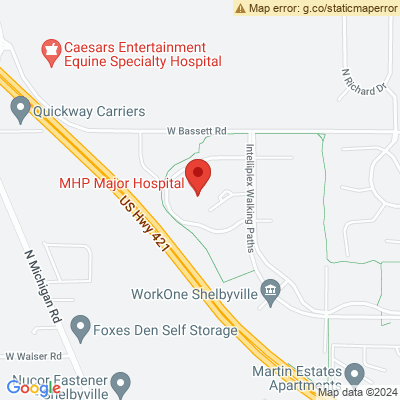 Map error: g.co/staticmaperror
Caesars Entertainment
Equine Specialty Hospital
N Richard Dr
Quickway Carriers
W Bassett Rd
Intelliplex Walking Paths
MHP Major Hospital
US Hwy 421
N Michigan Rd
WorkOne Shelbyville
Foxes Den Self Storage
W Walser Rd
Martin Estates
Apartments
Nucor Fastener
Shelbyville
Google
Map data ©2024